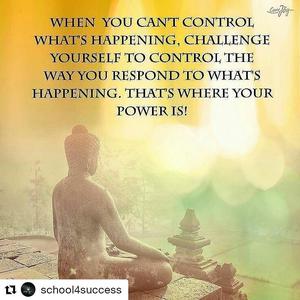 WHEN YOU CAN'T CONTROL
WHAT'S HAPPENING, CHALLENGE
YOURSELF TO CONTROL THE
WAY YOU RESPOND TO WHAT'S
HAPPENING. THAT'S WHERE YOUR
POWER IS!
school4success